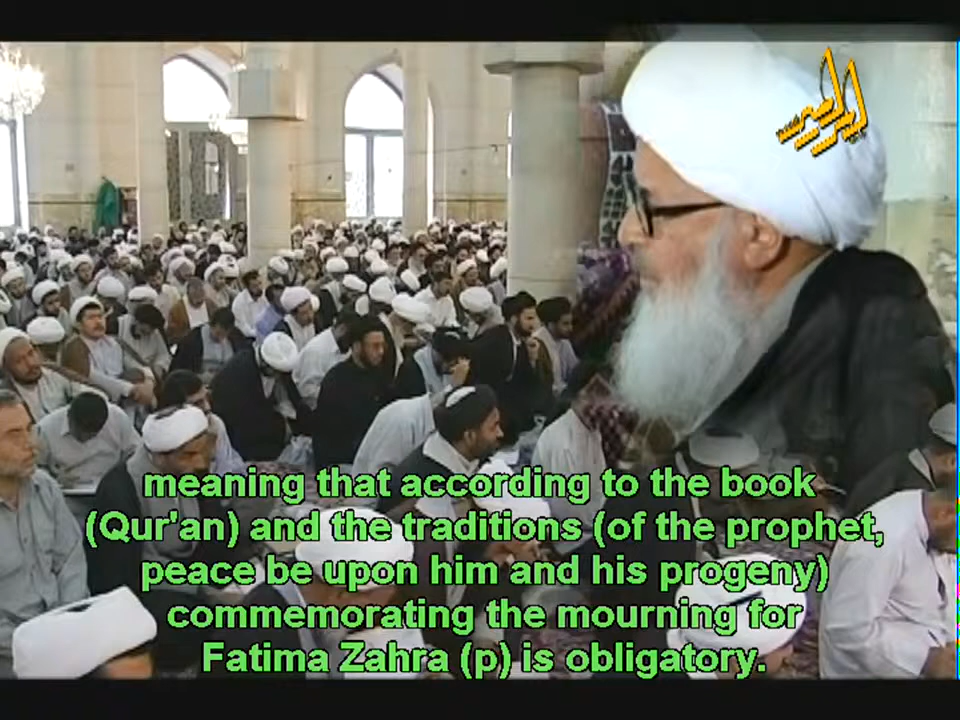 meaning that according to the book
(Qur'an) and the traditions (of the prophet,
peace be upon him and his progeny)
commemorating the mourning for
Fatima Zahra (p) is obligatory.